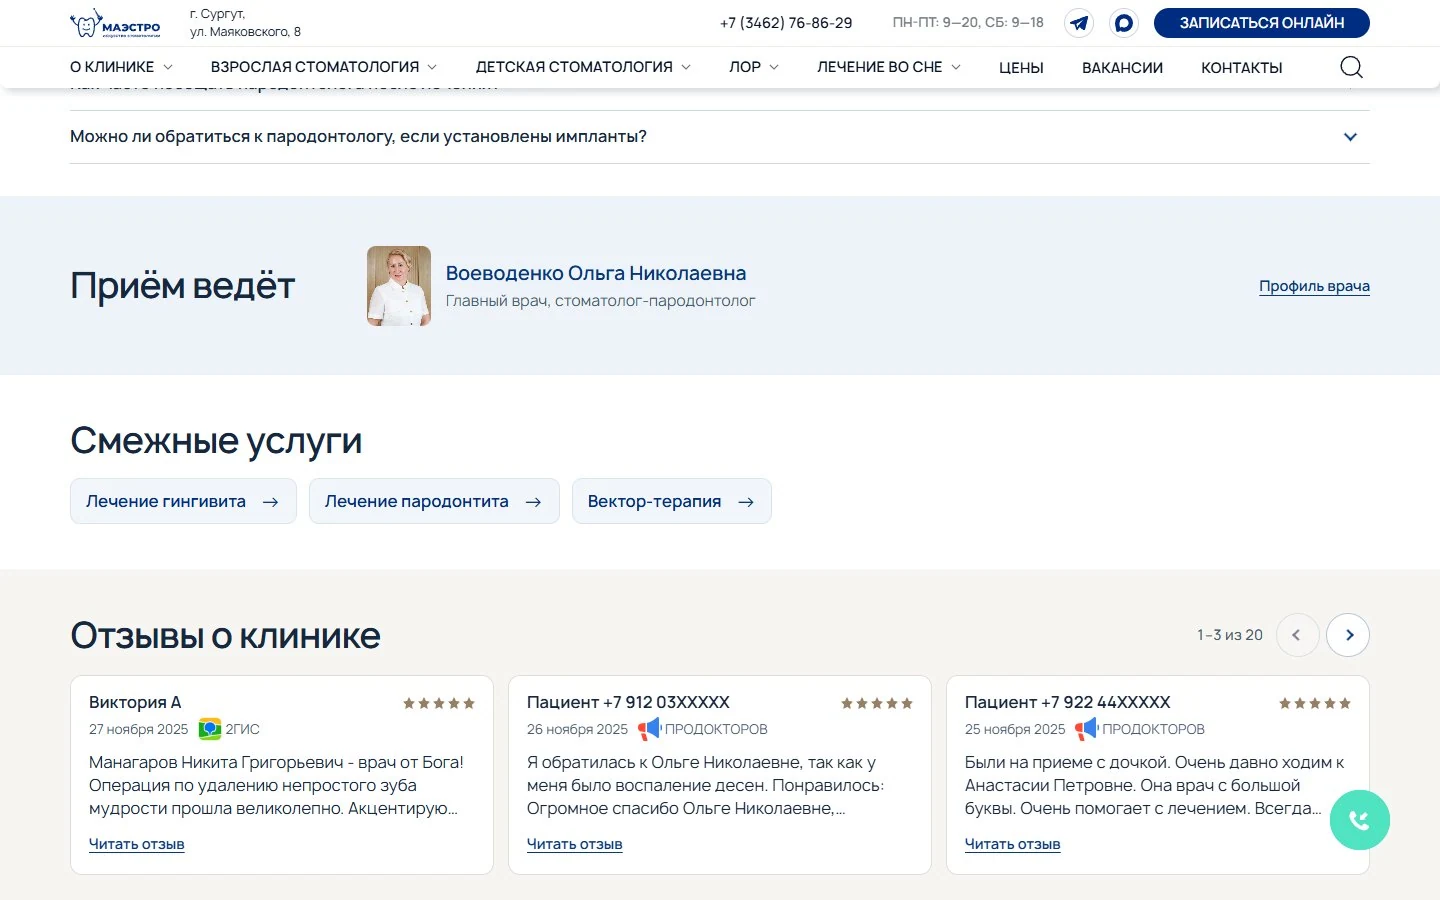 МАЭСТРО
г. Сургут,
ул. Маяковского, 8
+7 (3462) 76-86-29
ПН-ПТ: 9—20, СБ: 9—18
ЗАПИСАТЬСЯ ОНЛАЙН
О КЛИНИКЕ
ВЗРОСЛАЯ СТОМАТОЛОГИЯ
ДЕТСКАЯ СТОМАТОЛОГИЯ
ЛОР
ЛЕЧЕНИЕ ВО СНЕ
ЦЕНЫ
ВАКАНСИИ
КОНТАКТЫ
Можно ли обратиться к пародонтологу, если установлены импланты?
Приём ведёт
Воеводенко Ольга Николаевна
Главный врач, стоматолог-пародонтолог
Профиль врача
Смежные услуги
Лечение гингивита
Лечение пародонтита
Вектор-терапия
Отзывы о клинике
1–3 из 20
Виктория А
27 ноября 2025 2ГИС
Манагаров Никита Григорьевич - врач от Бога!
Операция по удалению непростого зуба
мудрости прошла великолепно. Акцентирую...
Читать отзыв
Пациент +7 912 03XXXXX
26 ноября 2025 ПРОДОКТОРОВ
Я обратилась к Ольге Николаевне, так как у
меня было воспаление десен. Понравилось:
Огромное спасибо Ольге Николаевне,...
Читать отзыв
Пациент +7 922 44XXXXX
25 ноября 2025 ПРОДОКТОРОВ
Были на приеме с дочкой. Очень давно ходим к
Анастасии Петровне. Она врач с большой
буквы. Очень помогает с лечением. Всегда...
Читать отзыв